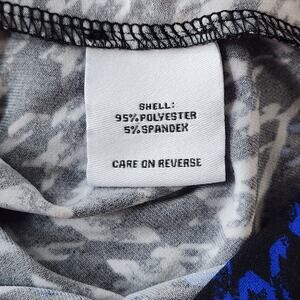 SHELL:
95% POLYESTER
5% SPANDEX
CARE ON REVERSE